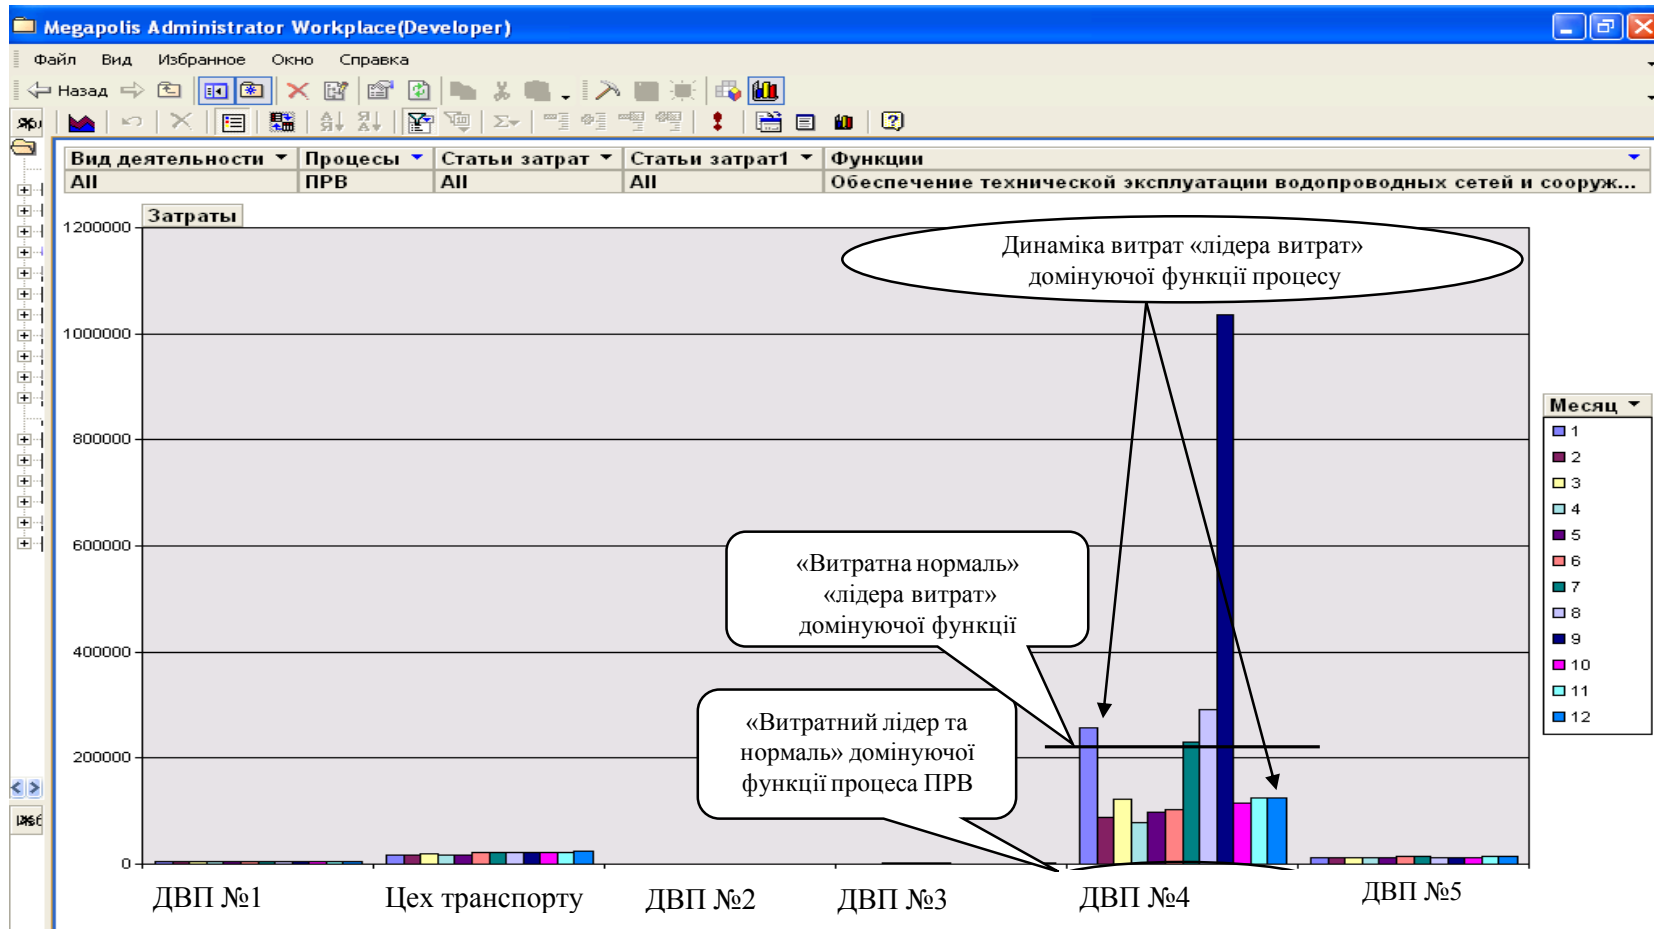 Megapolis Administrator Workplace(Developer)
Файл Вид Избранное Окно Справка
Назад
Вид деятельности Процессы Статьи затрат Статьи затрат1 Функции
All ПРВ All All Обеспечение технической эксплуатации водопроводных сетей и сооруж...
Затраты
1200000
1000000
800000
600000
400000
200000
0
Динаміка витрат «лідера витрат»
домінуючої функції процесу
«Витратна нормаль»
«лідера витрат»
домінуючої функції
«Витратний лідер та
нормаль» домінуючої
функції процеса ПРВ
ДВП №1 Цех транспорту ДВП №2 ДВП №3 ДВП №4 ДВП №5
Месяц
1
2
3
4
5
6
7
8
9
10
11
12